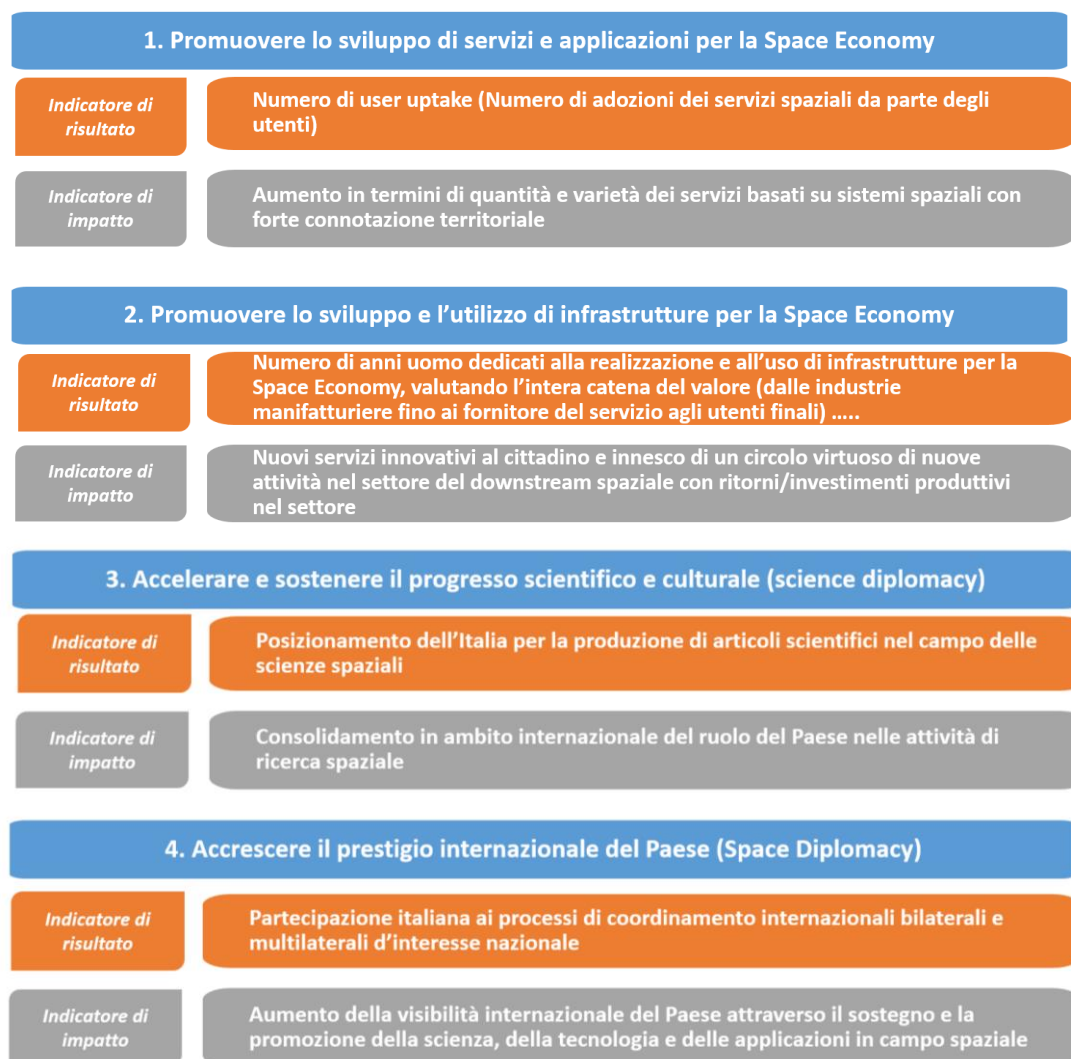 1. Promuovere lo sviluppo di servizi e applicazioni per la Space Economy
Indicatore di
risultato
Numero di user uptake (Numero di adozioni dei servizi spaziali da parte degli
utenti)
Indicatore di
impatto
Aumento in termini di quantità e varietà dei servizi basati su sistemi spaziali con
forte connotazione territoriale
2. Promuovere lo sviluppo e l’utilizzo di infrastrutture per la Space Economy
Indicatore di
risultato
Numero di anni uomo dedicati alla realizzazione e all’uso di infrastrutture per la
Space Economy, valutando l’intera catena del valore (dalle industrie
manifatturiere fino ai fornitore del servizio agli utenti finali) …..
Indicatore di
impatto
Nuovi servizi innovativi al cittadino e innesco di un circolo virtuoso di nuove
attività nel settore del downstream spaziale con ritorni/investimenti produttivi
nel settore
3. Accelerare e sostenere il progresso scientifico e culturale (science diplomacy)
Indicatore di
risultato
Posizionamento dell’Italia per la produzione di articoli scientifici nel campo delle
scienze spaziali
Indicatore di
impatto
Consolidamento in ambito internazionale del ruolo del Paese nelle attività di
ricerca spaziale
4. Accrescere il prestigio internazionale del Paese (Space Diplomacy)
Indicatore di
risultato
Partecipazione italiana ai processi di coordinamento internazionali bilaterali e
multilaterali d’interesse nazionale
Indicatore di
impatto
Aumento della visibilità internazionale del Paese attraverso il sostegno e la
promozione della scienza, della tecnologia e delle applicazioni in campo spaziale